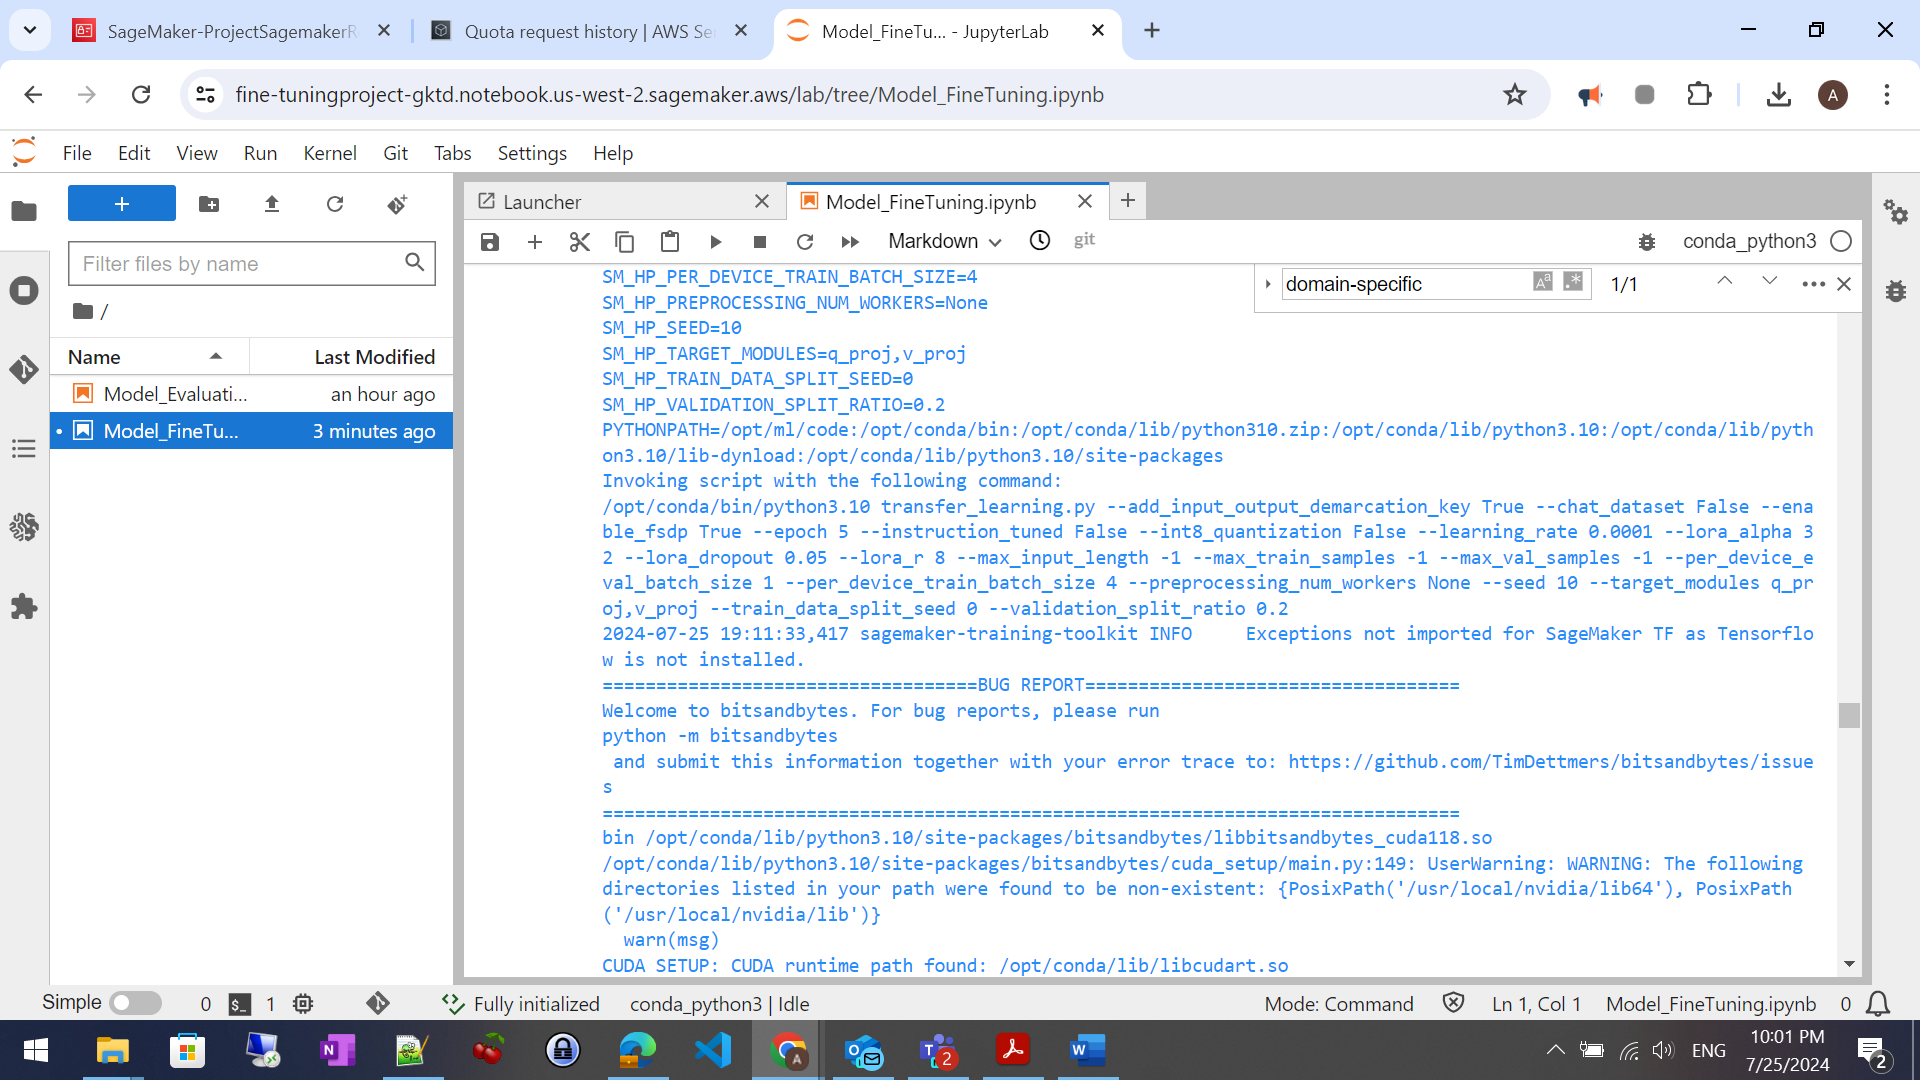 SageMaker-ProjectSagemakerR
Quota request history | AWS Se
Model_FineTu... - JupyterLab
fine-tuningproject-gktd.notebook.us-west-2.sagemaker.aws/lab/tree/Model_FineTuning.ipynb
A
File Edit View Run Kernel Git Tabs Settings Help
Launcher
Model_FineTuning.ipynb
Markdown
git
conda_python3
Filter files by name
/
Name
Last Modified
Model_Evaluati...
an hour ago
Model_FineTu...
3 minutes ago
domain-specific
1/1
SM_HP_PER_DEVICE_TRAIN_BATCH_SIZE=4
SM_HP_PREPROCESSING_NUM_WORKERS=None
SM_HP_SEED=10
SM_HP_TARGET_MODULES=q_proj,v_proj
SM_HP_TRAIN_DATA_SPLIT_SEED=0
SM_HP_VALIDATION_SPLIT_RATIO=0.2
PYTHONPATH=/opt/ml/code:/opt/conda/bin:/opt/conda/lib/python310.zip:/opt/conda/lib/python3.10:/opt/conda/lib/pyth
on3.10/lib-dynload:/opt/conda/lib/python3.10/site-packages
Invoking script with the following command:
/opt/conda/bin/python3.10 transfer_learning.py --add_input_output_demarcation_key True --chat_dataset False --ena
ble_fsdp True --epoch 5 --instruction_tuned False --int8_quantization False --learning_rate 0.0001 --lora_alpha 3
2 --lora_dropout 0.05 --lora_r 8 --max_input_length -1 --max_train_samples -1 --max_val_samples -1 --per_device_e
val_batch_size 1 --per_device_train_batch_size 4 --preprocessing_num_workers None --seed 10 --target_modules q_pr
oj,v_proj --train_data_split_seed 0 --validation_split_ratio 0.2
2024-07-25 19:11:33,417 sagemaker-training-toolkit INFO     Exceptions not imported for SageMaker TF as Tensorflo
w is not installed.
===================================BUG REPORT===================================
Welcome to bitsandbytes. For bug reports, please run
python -m bitsandbytes
and submit this information together with your error trace to: https://github.com/TimDettmers/bitsandbytes/issue
s
================================================================================
bin /opt/conda/lib/python3.10/site-packages/bitsandbytes/libbitsandbytes_cuda118.so
/opt/conda/lib/python3.10/site-packages/bitsandbytes/cuda_setup/main.py:149: UserWarning: WARNING: The following
directories listed in your path were found to be non-existent: {PosixPath('/usr/local/nvidia/lib64'), PosixPath
('/usr/local/nvidia/lib')}
warn(msg)
CUDA SETUP: CUDA runtime path found: /opt/conda/lib/libcudart.so
Simple 0 $_ 1 Fully initialized conda_python3 | Idle Mode: Command Ln 1, Col 1 Model_FineTuning.ipynb 0
ENG
10:01 PM
7/25/2024
2
2